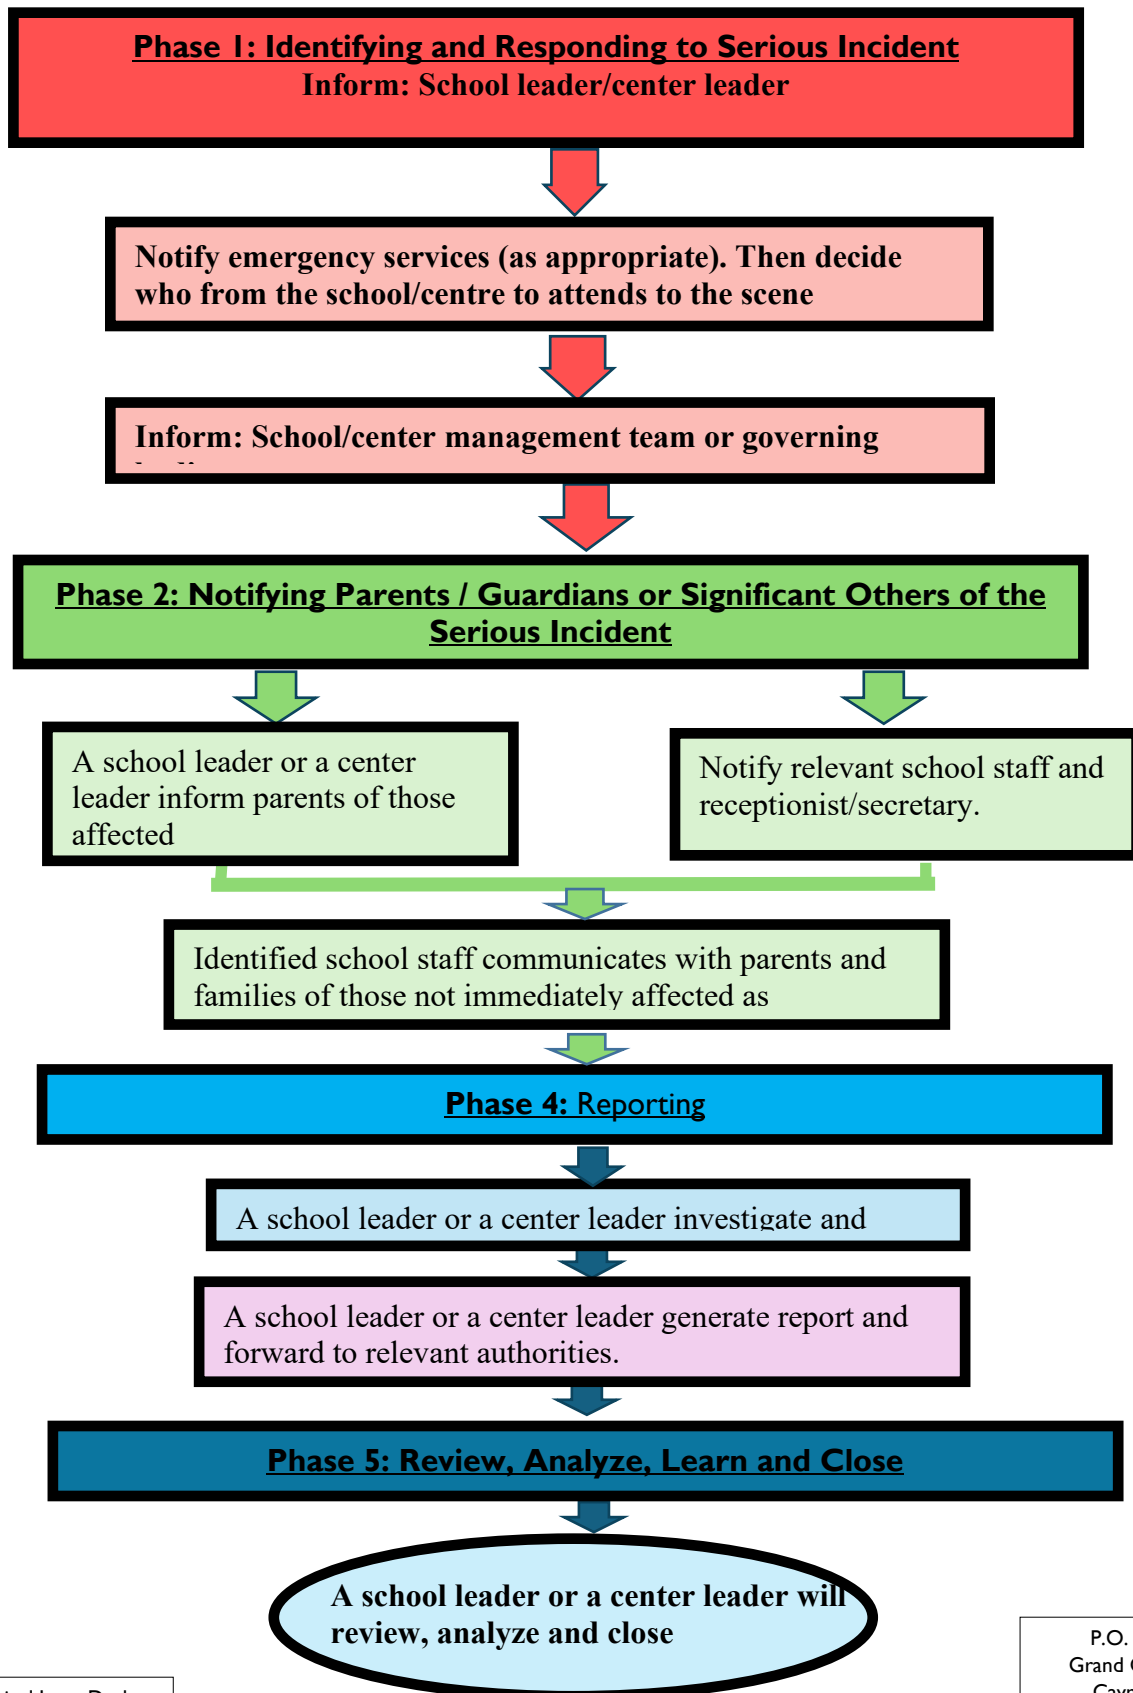 Phase 1: Identifying and Responding to Serious Incident
Inform: School leader/center leader
Notify emergency services (as appropriate). Then decide
who from the school/centre to attends to the scene
Inform: School/center management team or governing
Phase 2: Notifying Parents / Guardians or Significant Others of the
Serious Incident
A school leader or a center
leader inform parents of those
affected
Notify relevant school staff and
receptionist/secretary.
Identified school staff communicates with parents and
families of those not immediately affected as
Phase 4: Reporting
A school leader or a center leader investigate and
A school leader or a center leader generate report and
forward to relevant authorities.
Phase 5: Review, Analyze, Learn and Close
A school leader or a center leader will
review, analyze and close
P.O.
Grand